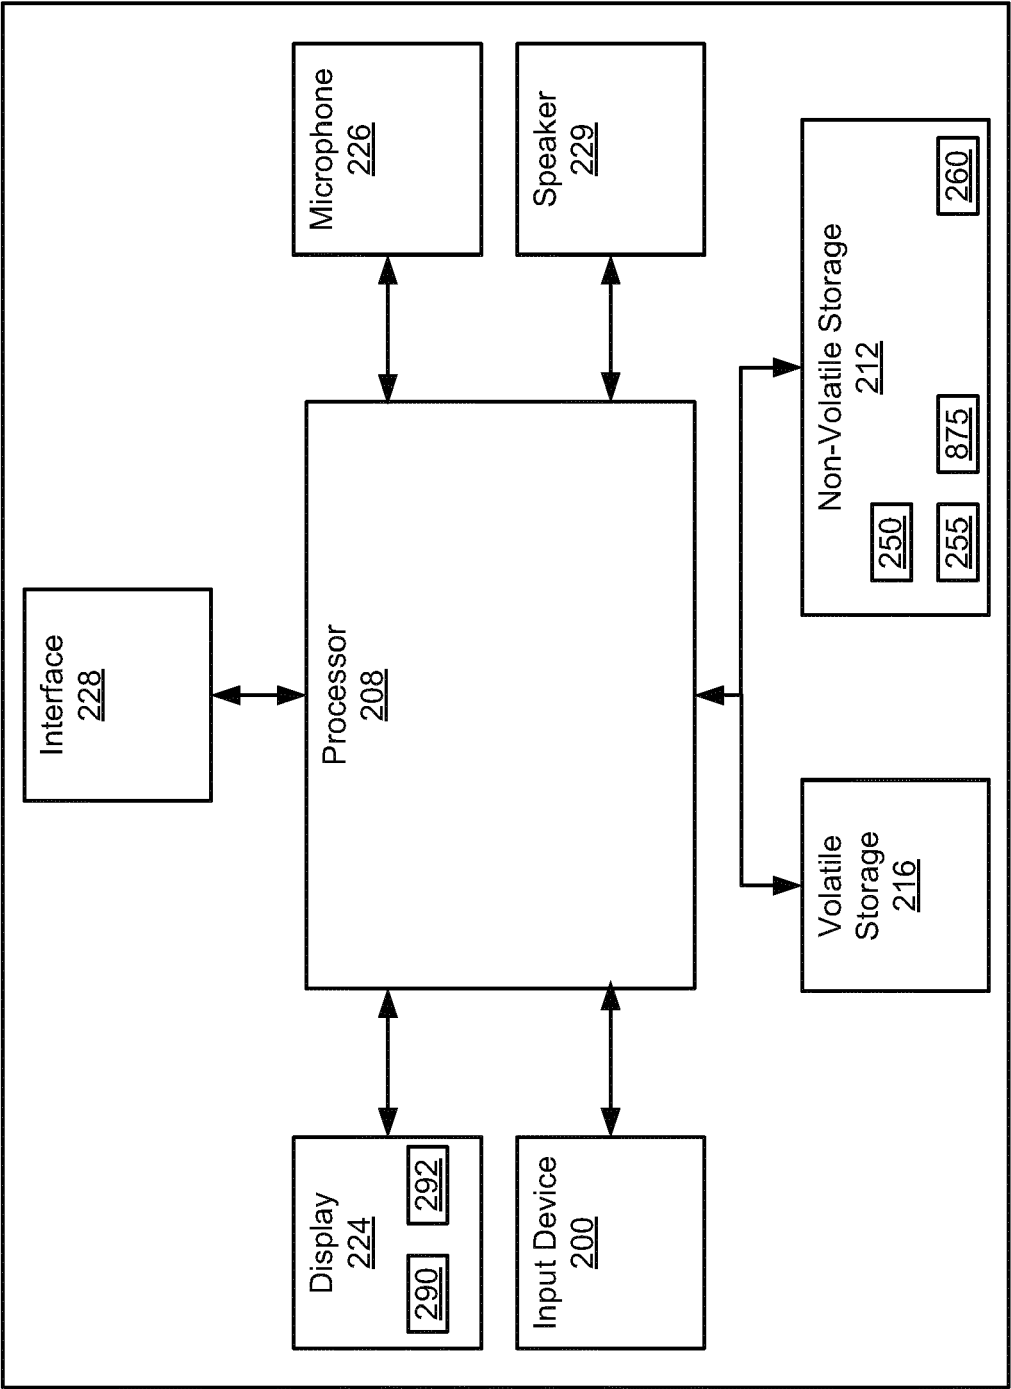 Display
224
290
292
Input Device
200
Interface
228
Processor
208
Microphone
226
Speaker
229
Volatile
Storage
216
Non-Volatile Storage
212
250
255
875
260